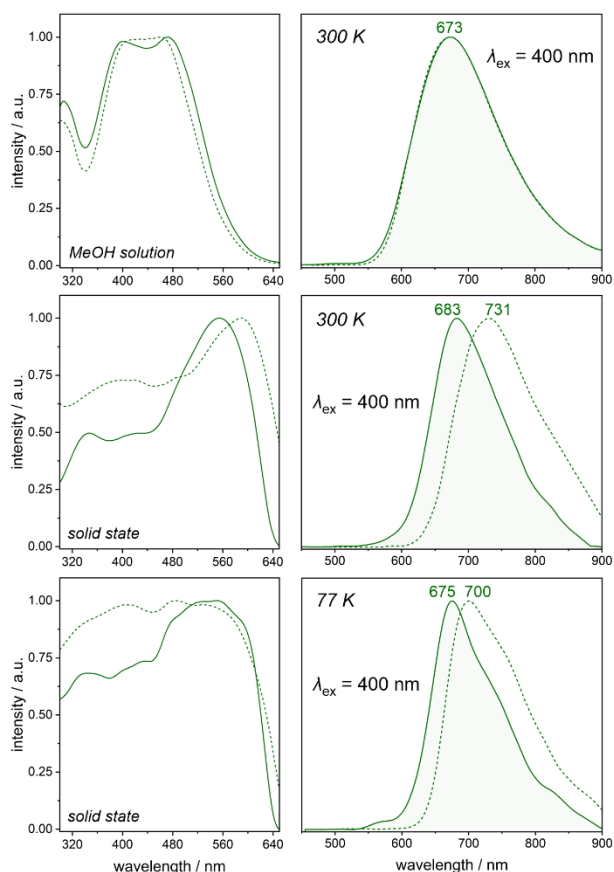 1.00
0.75
0.50
0.25
0.00
intensity / a.u.
MeOH solution
320 400 480 560 640
300 K
673
λex = 400 nm
500 600 700 800 900
1.00
0.75
0.50
0.25
0.00
intensity / a.u.
solid state
320 400 480 560 640
300 K
683 731
λex = 400 nm
500 600 700 800 900
1.00
0.75
0.50
0.25
0.00
intensity / a.u.
solid state
320 400 480 560 640
wavelength / nm
77 K
675 700
λex = 400 nm
500 600 700 800 900
wavelength / nm